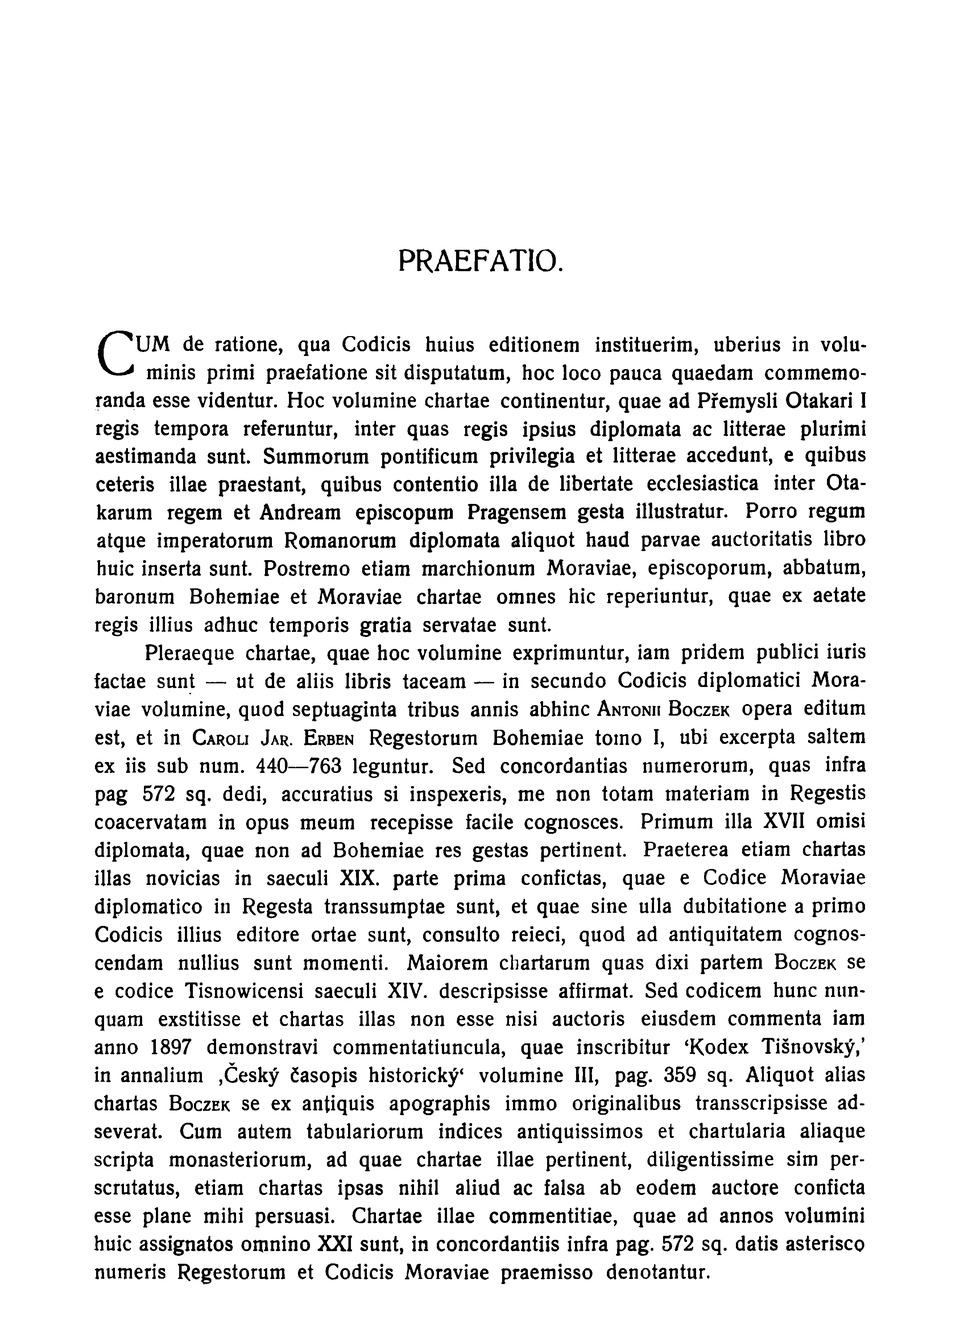 PRAEFATIO.
CUM de ratione, qua Codicis huius editionem instituerim, uberius in volu-
minis primi praefatione sit disputatum, hoc loco pauca quaedam commemo-
randa esse videntur. Hoc volumine chartae continentur, quae ad Přemysli Otakari I
regis tempora referuntur, inter quas regis ipsius diplomata ac litterae plurimi
aestimanda sunt. Summorum pontificum privilegia et litterae accedunt, e quibus
ceteris illae praestant, quibus contentio illa de libertate ecclesiastica inter Ota-
karum regem et Andream episcopum Pragensem gesta illustratur. Porro regum
atque imperatorum Romanorum diplomata aliquot haud parvae auctoritatis libro
huic inserta sunt. Postremo etiam marchionum Moraviae, episcoporum, abbatum,
baronum Bohemiae et Moraviae chartae omnes hic reperiuntur, quae ex aetate
regis illius adhuc temporis gratia servatae sunt.
Pleraeque chartae, quae hoc volumine exprimuntur, iam pridem publici iuris
factae sunt — ut de aliis libris taceam — in secundo Codicis diplomatici Mora-
viae volumine, quod septuaginta tribus annis abhinc ANTONII BOCZEK opera editum
est, et in CAROLI JAR. ERBEN Regestorum Bohemiae tomo I, ubi excerpta saltem
ex iis sub num. 440—763 leguntur. Sed concordantias numerorum, quas infra
pag 572 sq. dedi, accuratius si inspexeris, me non totam materiam in Regestis
coacervatam in opus meum recepisse facile cognosces. Primum illa XVII omisi
diplomata, quae non ad Bohemiae res gestas pertinent. Praeterea etiam chartas
illas novicias in saeculi XIX. parte prima confictas, quae e Codice Moraviae
diplomatico in Regesta transsumptae sunt, et quae sine ulla dubitatione a primo
Codicis illius editore ortae sunt, consulto reieci, quod ad antiquitatem cognos-
cendam nullius sunt momenti. Maiorem chartarum quas dixi partem BOCZEK se
e codice Tisnowicensi saeculi XIV. descripsisse affirmat. Sed codicem hunc nun-
quam exstitisse et chartas illas non esse nisi auctoris eiusdem commenta iam
anno 1897 demonstravi commentatiuncula, quae inscribitur ‘Kodex Tišnovský,’
in annalium ‚Český časopis historický‘ volumine III, pag. 359 sq. Aliquot alias
chartas BOCZEK se ex antiquis apographis immo originalibus transscripsisse ad-
severat. Cum autem tabulariorum indices antiquissimos et chartularia aliaque
scripta monasteriorum, ad quae chartae illae pertinent, diligentissime sim per-
scrutatus, etiam chartas ipsas nihil aliud ac falsa ab eodem auctore conficta
esse plane mihi persuasi. Chartae illae commentitiae, quae ad annos volumini
huic assignatos omnino XXI sunt, in concordantiis infra pag. 572 sq. datis asterisco
numeris Regestorum et Codicis Moraviae praemisso denotantur.